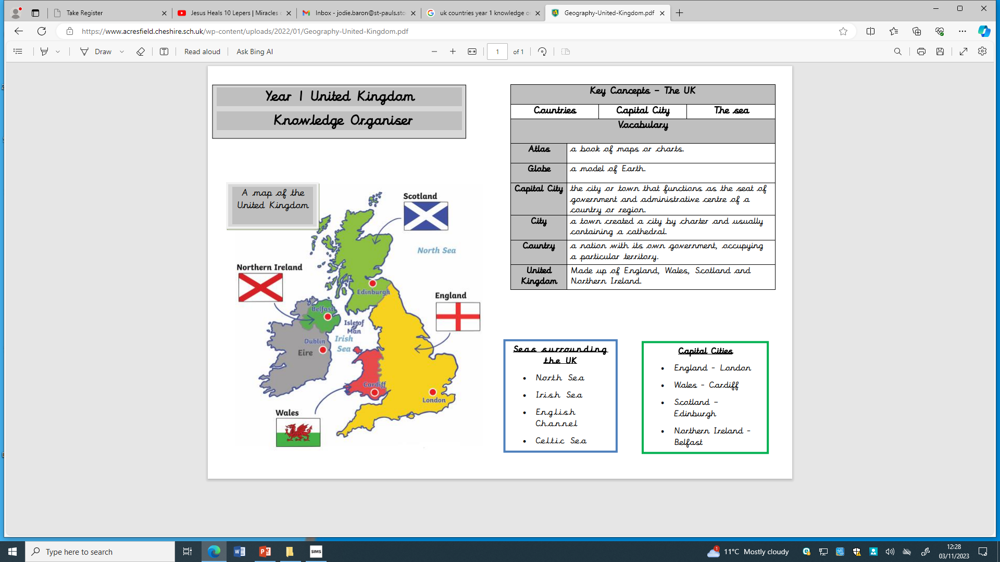 Take Register
Jesus Heals 10 Lepers | Miracles
Inbox - jodie.baron@st-pauls.sto
uk countries year 1 knowledge o
Geography-United-Kingdom.pdf
https://www.acresfield.cheshire.sch.uk/wp-content/uploads/2022/01/Geography-United-Kingdom.pdf
Draw
Read aloud
Ask Bing AI
1
of 1
Year 1 United Kingdom
Knowledge Organiser
A map of the
United Kingdom
Scotland
North Sea
Northern Ireland
Edinburgh
England
Belfast
Isle of
Man
Irish
Sea
Dublin
Eire
Cardiff
London
Wales
Key Concepts – The UK
Countries Capital City The sea
Vocabulary
Atlas a book of maps or charts.
Globe a model of Earth.
Capital City the city or town that functions as the seat of
government and administrative centre of a
country or region.
City a town created a city by charter and usually
containing a cathedral.
Country a nation with its own government, occupying
a particular territory.
United Made up of England, Wales, Scotland and
Kingdom Northern Ireland.
Seas surrounding
the UK
• North Sea
• Irish Sea
• English
Channel
• Celtic Sea
Capital Cities
• England – London
• Wales – Cardiff
• Scotland –
Edinburgh
• Northern Ireland –
Belfast
Type here to search
SIMS
1
11°C Mostly cloudy
12:28
03/11/2023